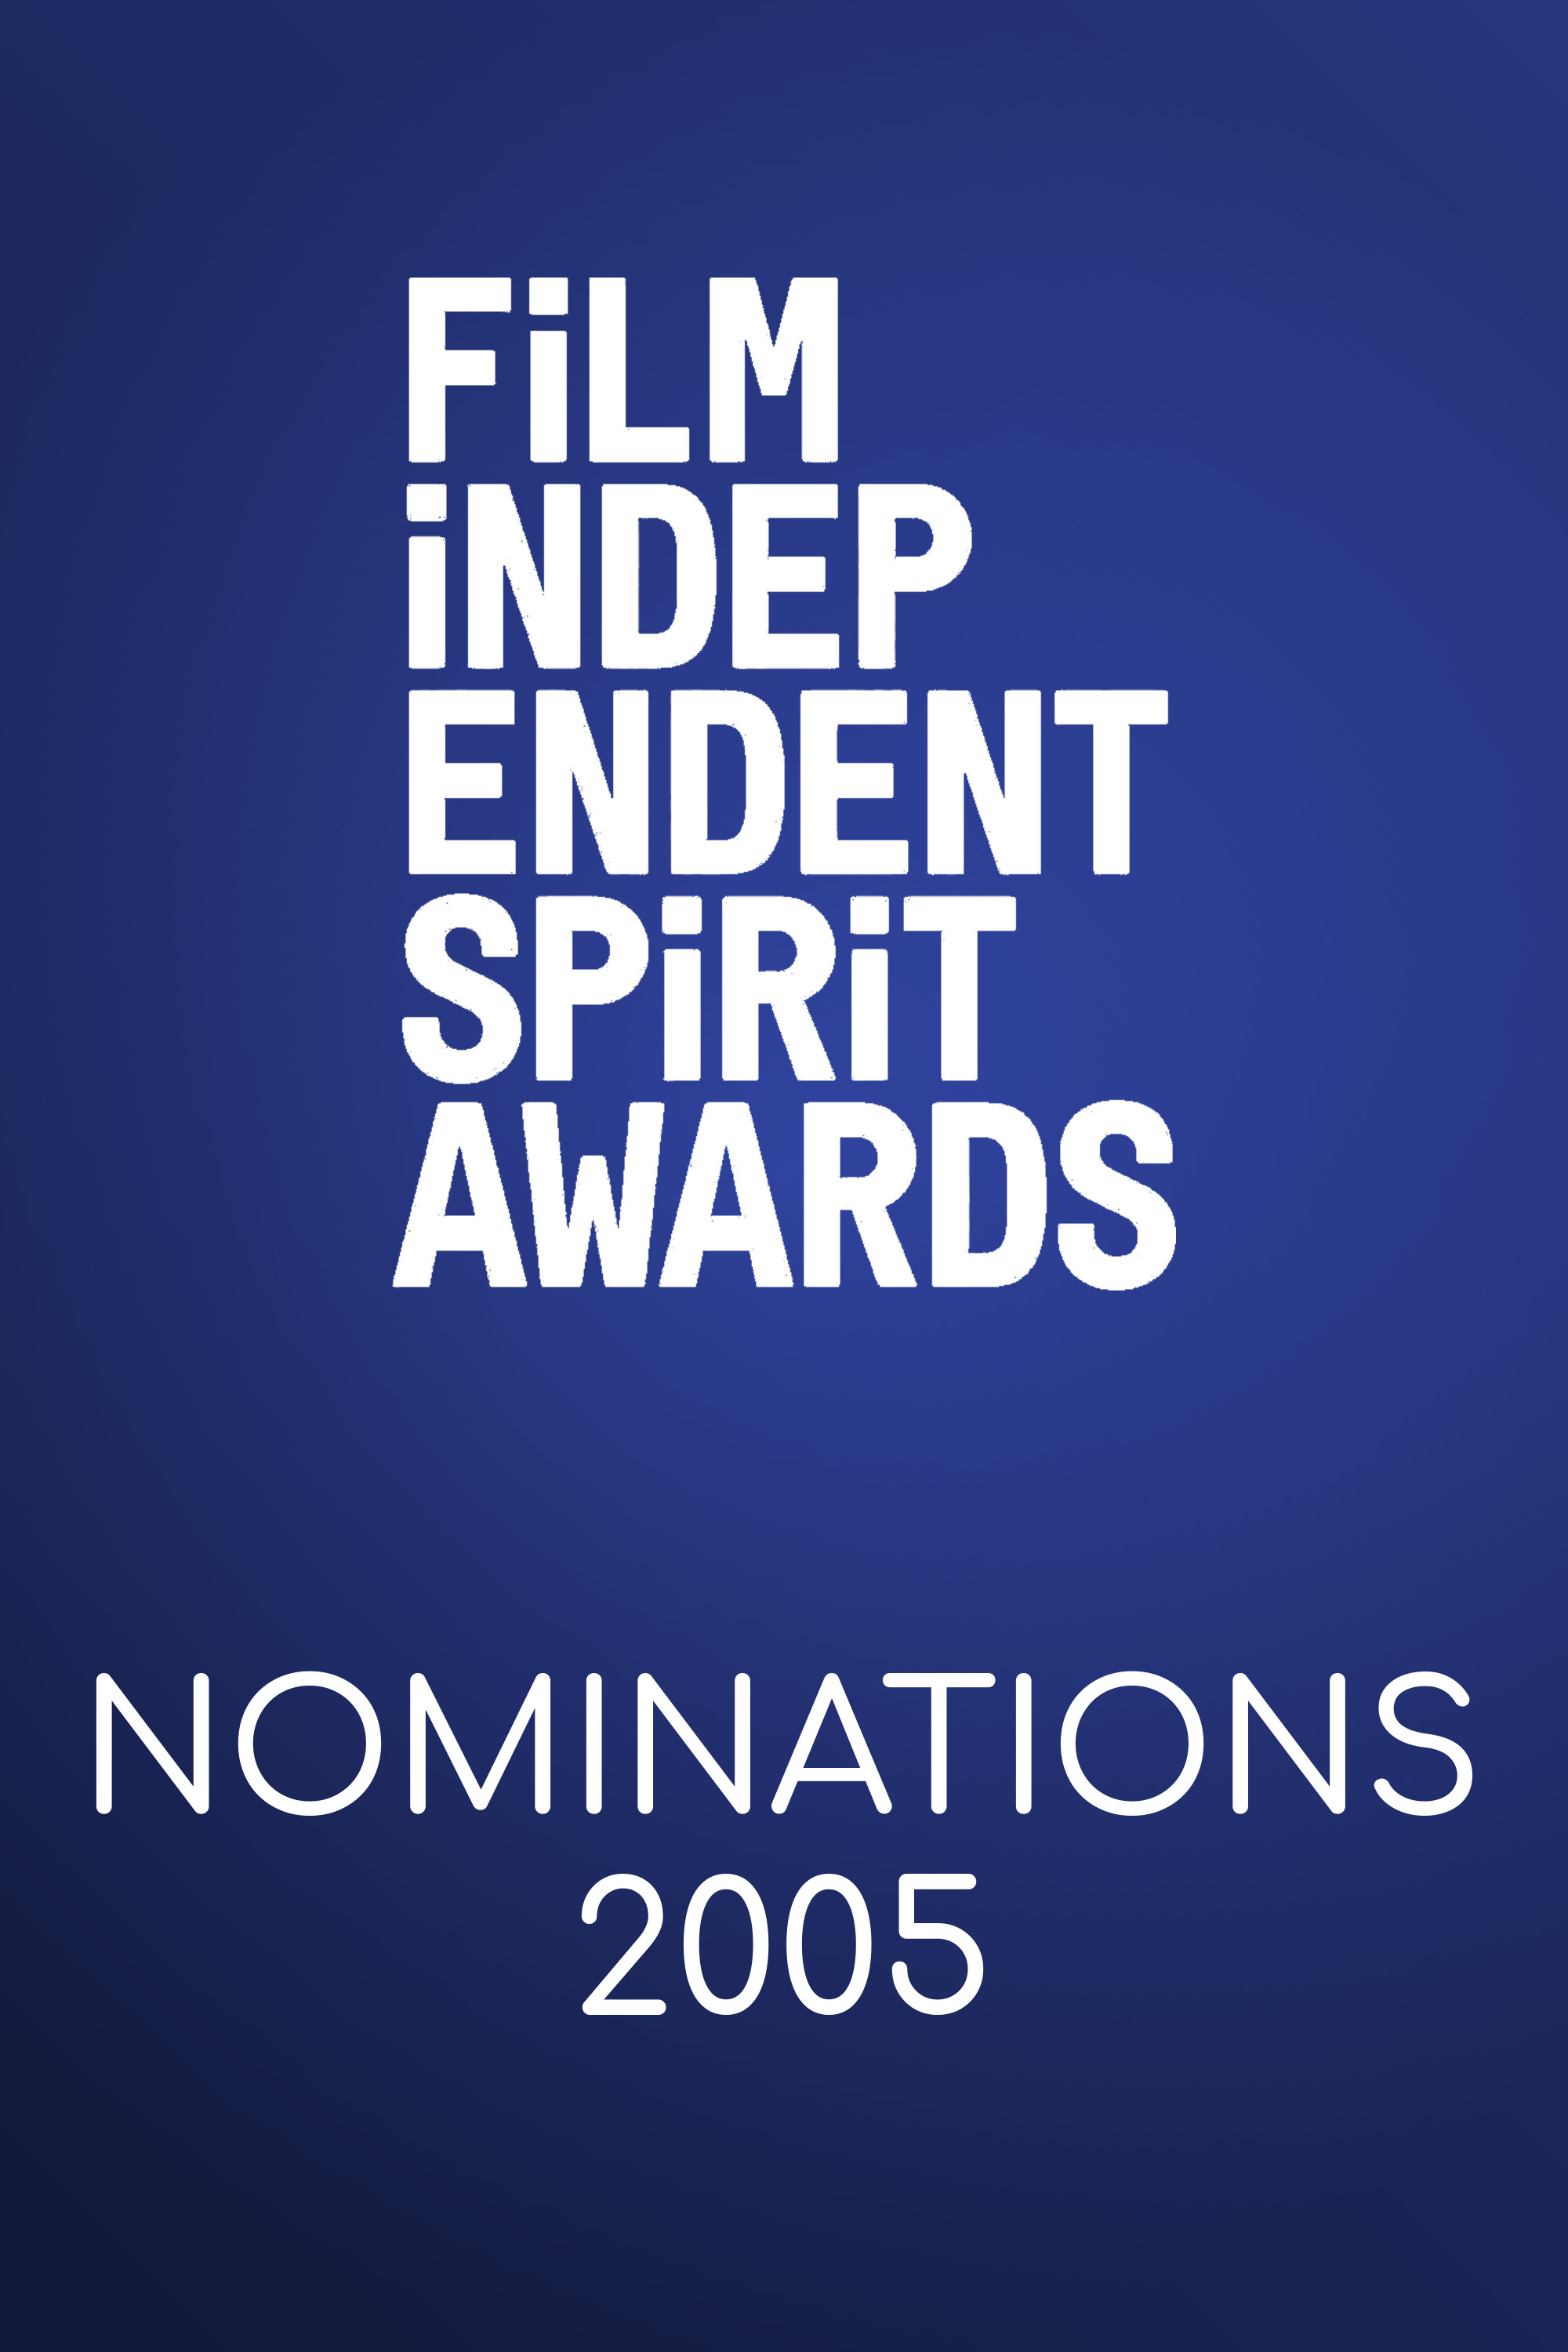 FiLM
iNDEP
ENDENT
SPiRiT
AWARDS
NOMINATIONS
2005